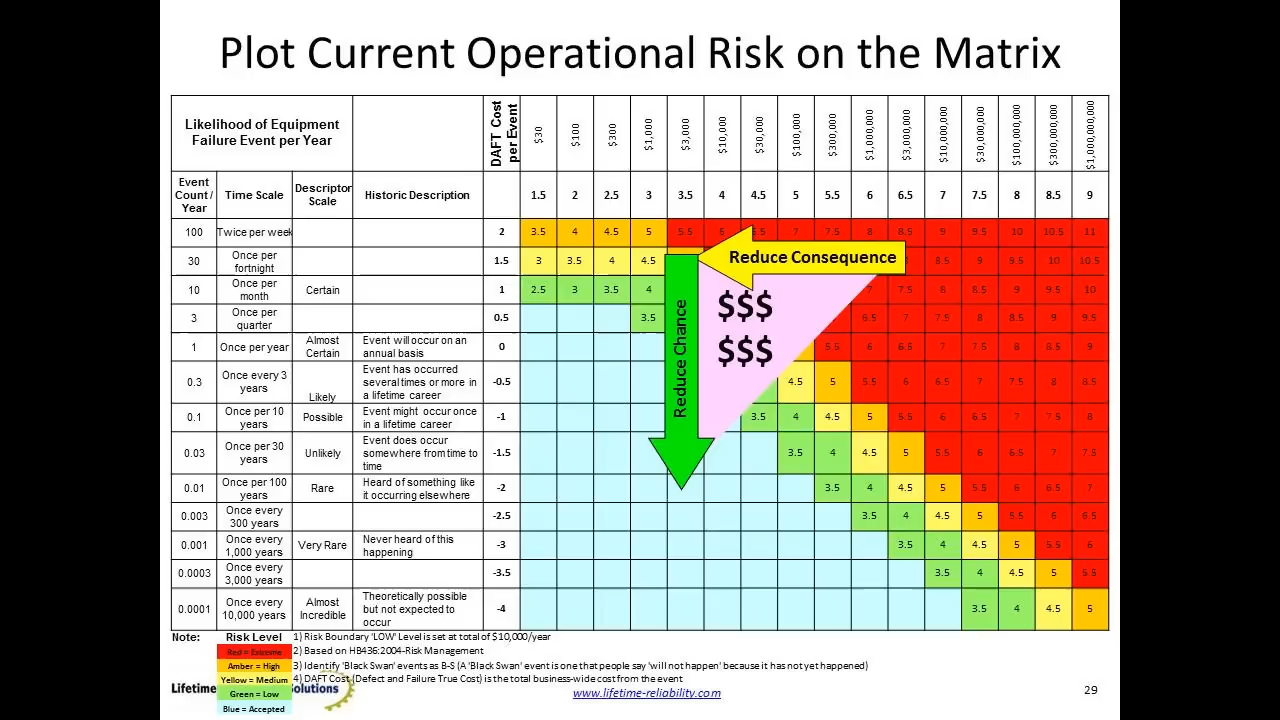 Plot Current Operational Risk on the Matrix
Likelihood of Equipment
Failure Event per Year
DAFT Cost
per Event
$30 $100 $300 $1,000 $3,000 $10,000 $30,000 $100,000 $300,000 $1,000,000 $3,000,000 $10,000,000 $30,000,000 $100,000,000 $300,000,000 $1,000,000,000
Event
Count /
Year
Time Scale
Descriptor
Scale
Historic Description
1.5 2 2.5 3 3.5 4 4.5 5 5.5 6 6.5 7 7.5 8 8.5 9
100 Twice per week 2 3.5 4 4.5 5 5.5 6 6.5 7 7.5 8 8.5 9 9.5 10 10.5 11
30 Once per
fortnight
1.5 3 3.5 4 4.5 8.5 9 9.5 10 10.5
Reduce Consequence
10 Once per
month
Certain 1 2.5 3 3.5 4 7 7.5 8 8.5 9 9.5 10
3 Once per
quarter
0.5 3.5 6.5 7 7.5 8 8.5 9 9.5
$$$
$$$
Reduce Chance
1 Once per year Almost
Certain
Event will occur on an
annual basis
0 5.5 6 6.5 7 7.5 8 8.5 9
0.3 Once every 3
years
Likely
Event has occurred
several times or more in
a lifetime career
-0.5 4.5 5 5.5 6 6.5 7 7.5 8 8.5
0.1 Once per 10
years
Possible
Event might occur once
in a lifetime career
-1 3.5 4 4.5 5 5.5 6 6.5 7 7.5 8
0.03 Once per 30
years
Unlikely
Event does occur
somewhere from time to
time
-1.5 3.5 4 4.5 5 5.5 6 6.5 7 7.5
0.01 Once per 100
years
Rare
Heard of something like
it occurring elsewhere
-2 3.5 4 4.5 5 5.5 6 6.5 7
0.003 Once every
300 years
-2.5 3.5 4 4.5 5 5.5 6 6.5
0.001 Once every
1,000 years
Very Rare
Never heard of this
happening
-3 3.5 4 4.5 5 5.5 6
0.0003 Once every
3,000 years
-3.5 3.5 4 4.5 5 5.5
0.0001 Once every
10,000 years
Almost
Incredible
Theoretically possible
but not expected to
occur
-4 3.5 4 4.5 5
Note: Risk Level 1) Risk Boundary 'LOW' Level is set at total of $10,000/year
Red = Extreme 2) Based on HB436:2004-Risk Management
Amber = High 3) Identify 'Black Swan' events as B-S (A 'Black Swan' event is one that people say 'will not happen' because it has not yet happened)
Yellow = Medium 4) DAFT Cost (Defect and Failure True Cost) is the total business-wide cost from the event
Green = Low
Blue = Accepted
Lifetime Solutions
www.lifetime-reliability.com
29